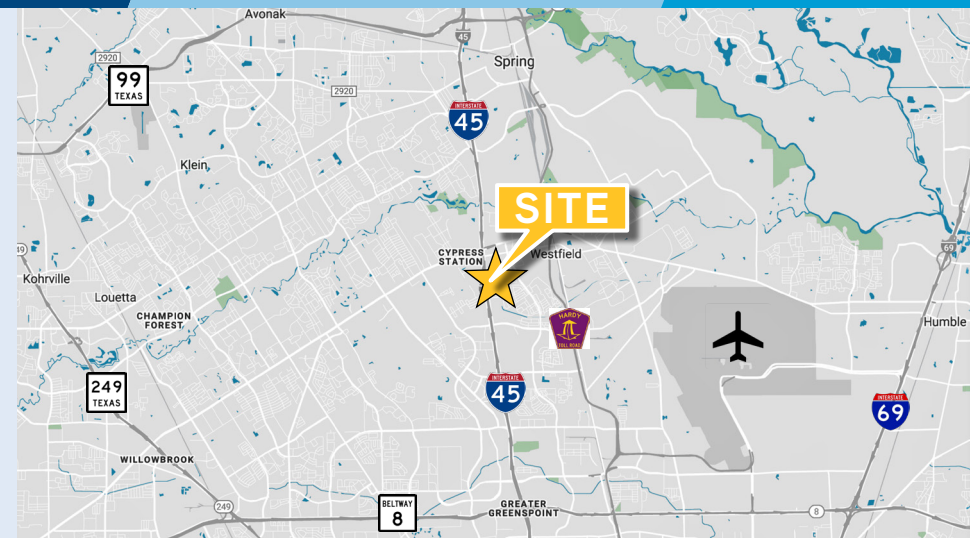 Avonak
45
2920
Spring
99
TEXAS
2920
INTERSTATE
45
Klein
SITE
CYPRESS
STATION
Westfield
49
69
Kohrville
Louetta
CHAMPION
FOREST
HARDY
TOLL ROAD
Humble
249
TEXAS
INTERSTATE
45
INTERSTATE
69
WILLOWBROOK
249
BELTWAY
8
GREATER
GREENSPOINT
8